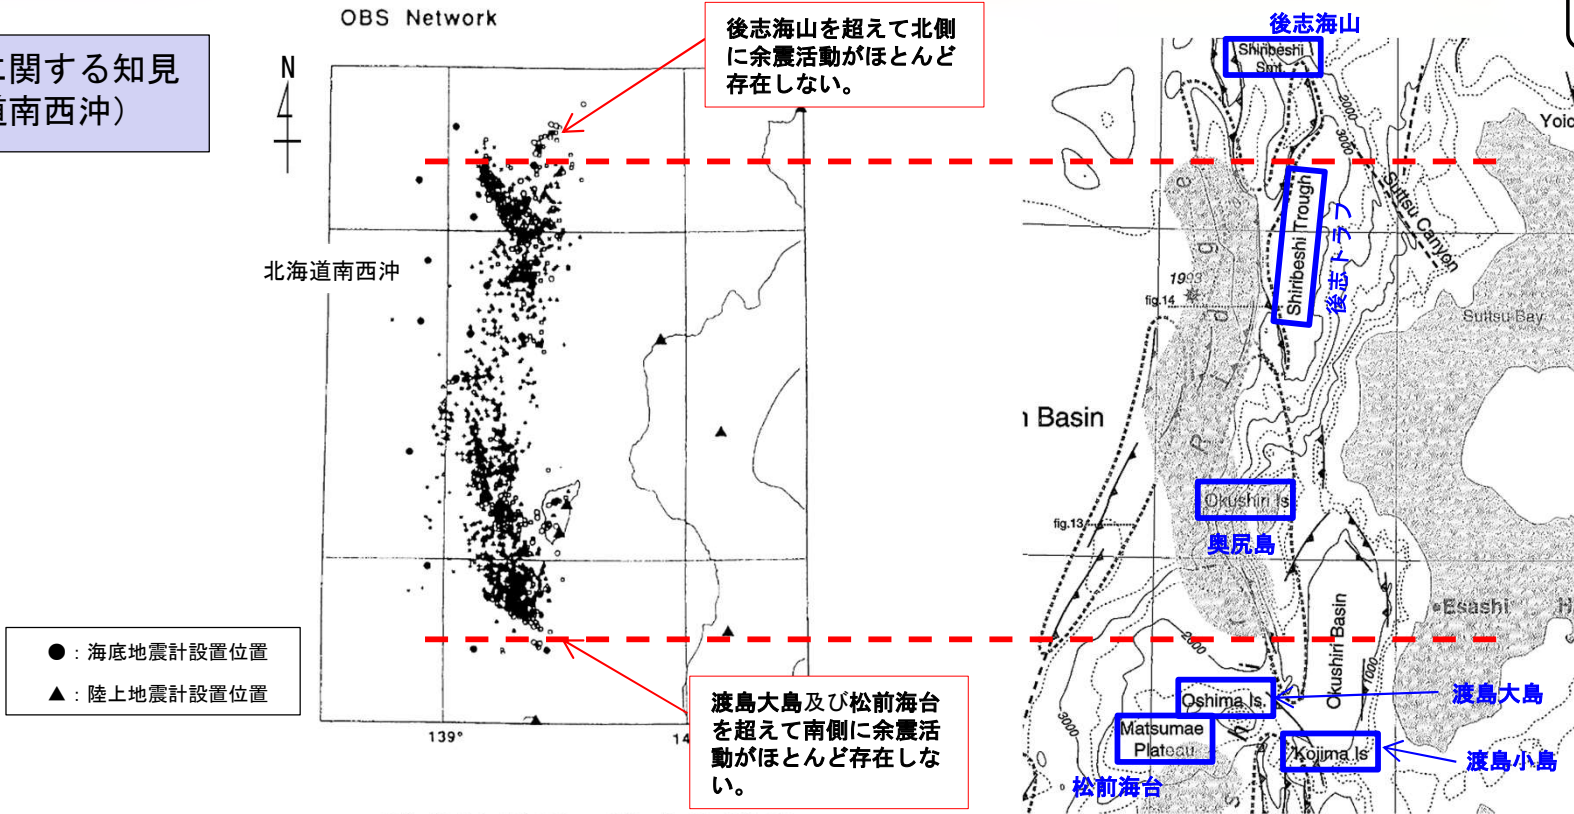 OBS Network
に関する知見
道南西沖）
N
北海道南西沖
後志海山を超えて北側
に余震活動がほとんど
存在しない。
●：海底地震計設置位置
▲：陸上地震計設置位置
139°
14
渡島大島及び松前海台
を超えて南側に余震活
動がほとんど存在しな
い。
後志海山
Shiribeshi
Smt.
2000
3000
Suttsu Canyon
Shiribeshi Trough
後志トラフ
1993
fig.14
Suttsu Bay
Basin
Okushiri Is
奥尻島
fig.13
Esashi
H
Okushiri Basin
2000
1000
3000
Oshima Is.
渡島大島
Matsumae
Plateau
松前海台
Kojima Is
渡島小島